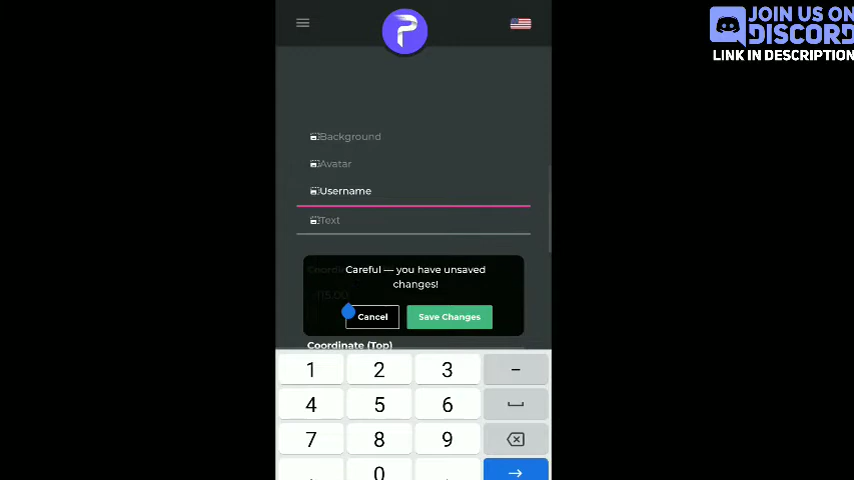 JOIN US ON
DISCORD
LINK IN DESCRIPTION
Background
Avatar
Username
Text
Careful — you have unsaved
changes!
Cancel
Save Changes
Coordinate (Top)
1 2 3 −
4 5 6
7 8 9
0